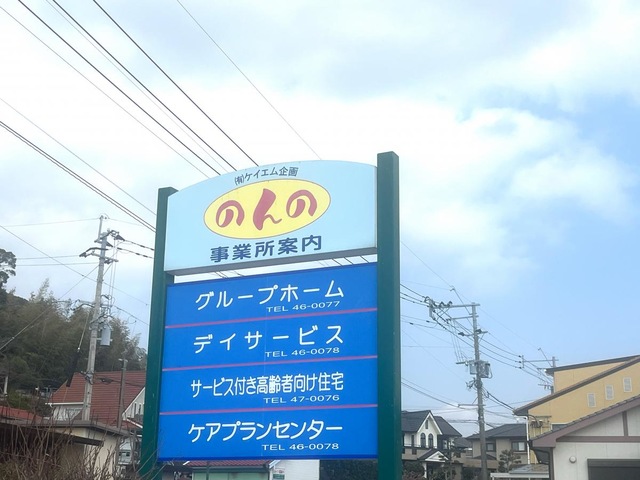 (有)ケイエム企画
のんの
事業所案内
グループホーム
TEL 46-0077
デイサービス
TEL 46-0078
サービス付き高齢者向け住宅
TEL 47-0076
ケアプランセンター
TEL 46-0078